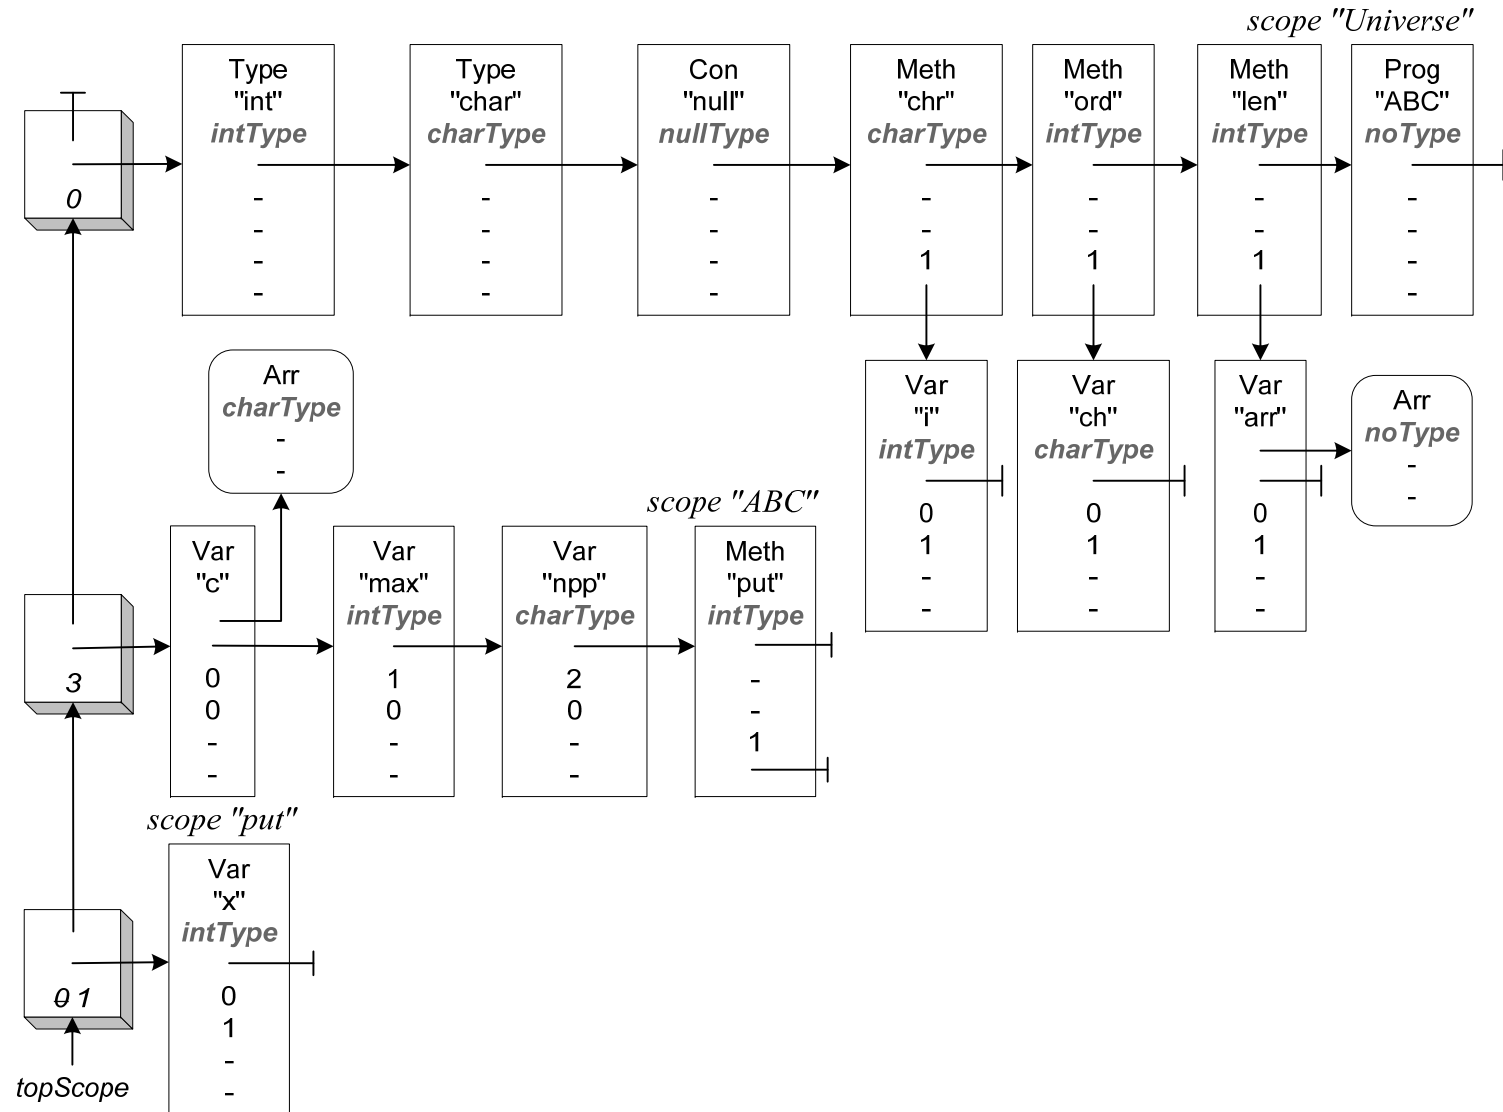 scope "Universe"
Type
"int"
intType
-
-
-
-
Type
"char"
charType
-
-
-
-
Con
"null"
nullType
-
-
-
-
Meth
"chr"
charType
-
-
1
Meth
"ord"
intType
-
-
1
Meth
"len"
intType
-
-
1
Prog
"ABC"
noType
-
-
-
-
0
Var
"i"
intType
0
1
-
-
Var
"ch"
charType
0
1
-
-
Var
"arr"
0
1
-
-
Arr
noType
-
-
Arr
charType
-
-
scope "ABC"
3
Var
"c"
0
0
-
-
Var
"max"
intType
1
0
-
-
Var
"npp"
charType
2
0
-
-
Meth
"put"
intType
-
-
1
scope "put"
Var
"x"
intType
0
1
-
-
0 1
topScope